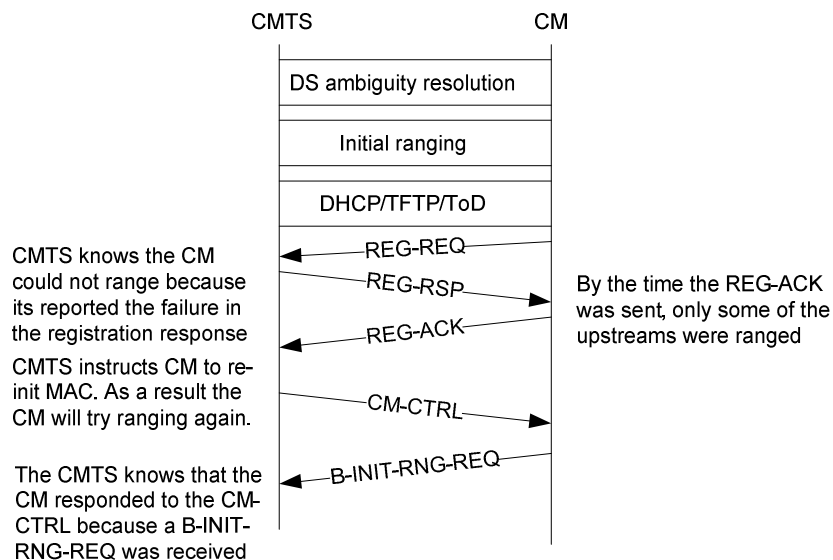 CMTS
CM
DS ambiguity resolution
Initial ranging
DHCP/TFTP/ToD
REG-REQ
CMTS knows the CM
could not range because
its reported the failure in
the registration response
REG-RSP
By the time the REG-ACK
was sent, only some of the
upstreams were ranged
REG-ACK
CMTS instructs CM to re-
init MAC. As a result the
CM will try ranging again.
CM-CTRL
B-INIT-RNG-REQ
The CMTS knows that the
CM responded to the CM-
CTRL because a B-INIT-
RNG-REQ was received